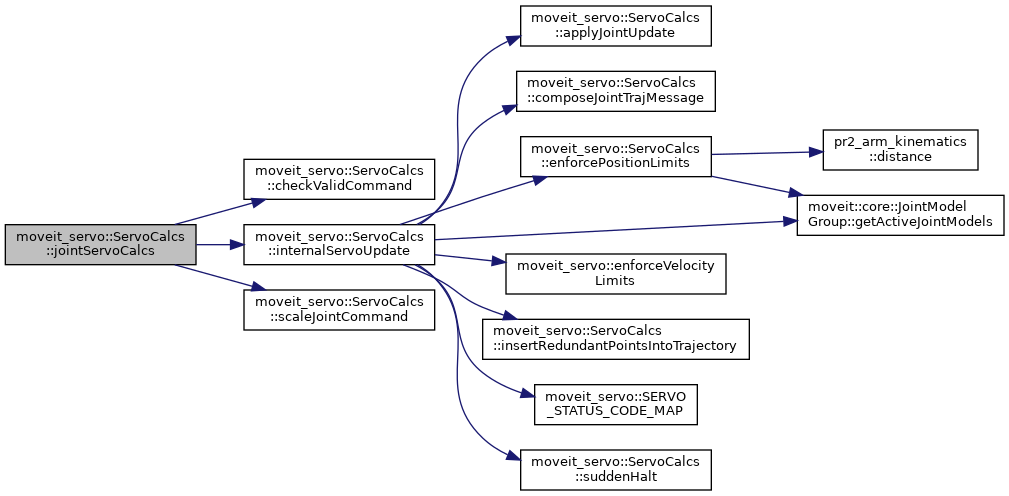 moveit_servo::ServoCalcs
::jointServoCalcs
moveit_servo::ServoCalcs
::checkValidCommand
moveit_servo::ServoCalcs
::internalServoUpdate
moveit_servo::ServoCalcs
::scaleJointCommand
moveit_servo::ServoCalcs
::applyJointUpdate
moveit_servo::ServoCalcs
::composeJointTrajMessage
moveit_servo::ServoCalcs
::enforcePositionLimits
moveit_servo::enforceVelocity
Limits
moveit_servo::ServoCalcs
::insertRedundantPointsIntoTrajectory
moveit_servo::SERVO
_STATUS_CODE_MAP
moveit_servo::ServoCalcs
::suddenHalt
pr2_arm_kinematics
::distance
moveit::core::JointModel
Group::getActiveJointModels